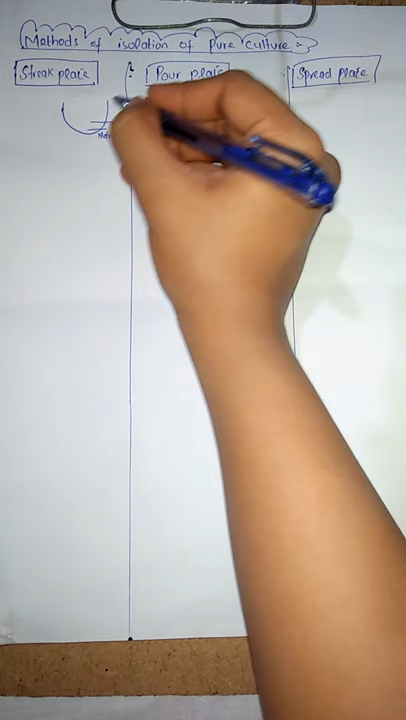 Methods of isolation of pure culture :-
Streak plate
Pour plate
Spread plate